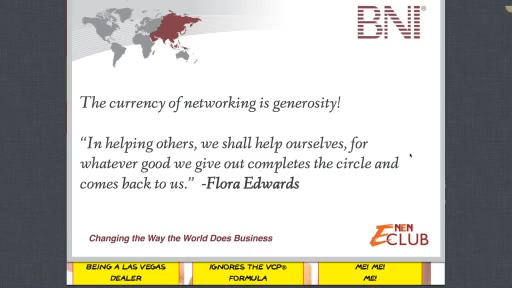 BNI®
The currency of networking is generosity!
“In helping others, we shall help ourselves, for
whatever good we give out completes the circle and
comes back to us.” -Flora Edwards
Changing the Way the World Does Business
ENEN
CLUB
BEING A LAS VEGAS
DEALER
IGNORES THE VCP®
FORMULA
ME! ME!
ME!